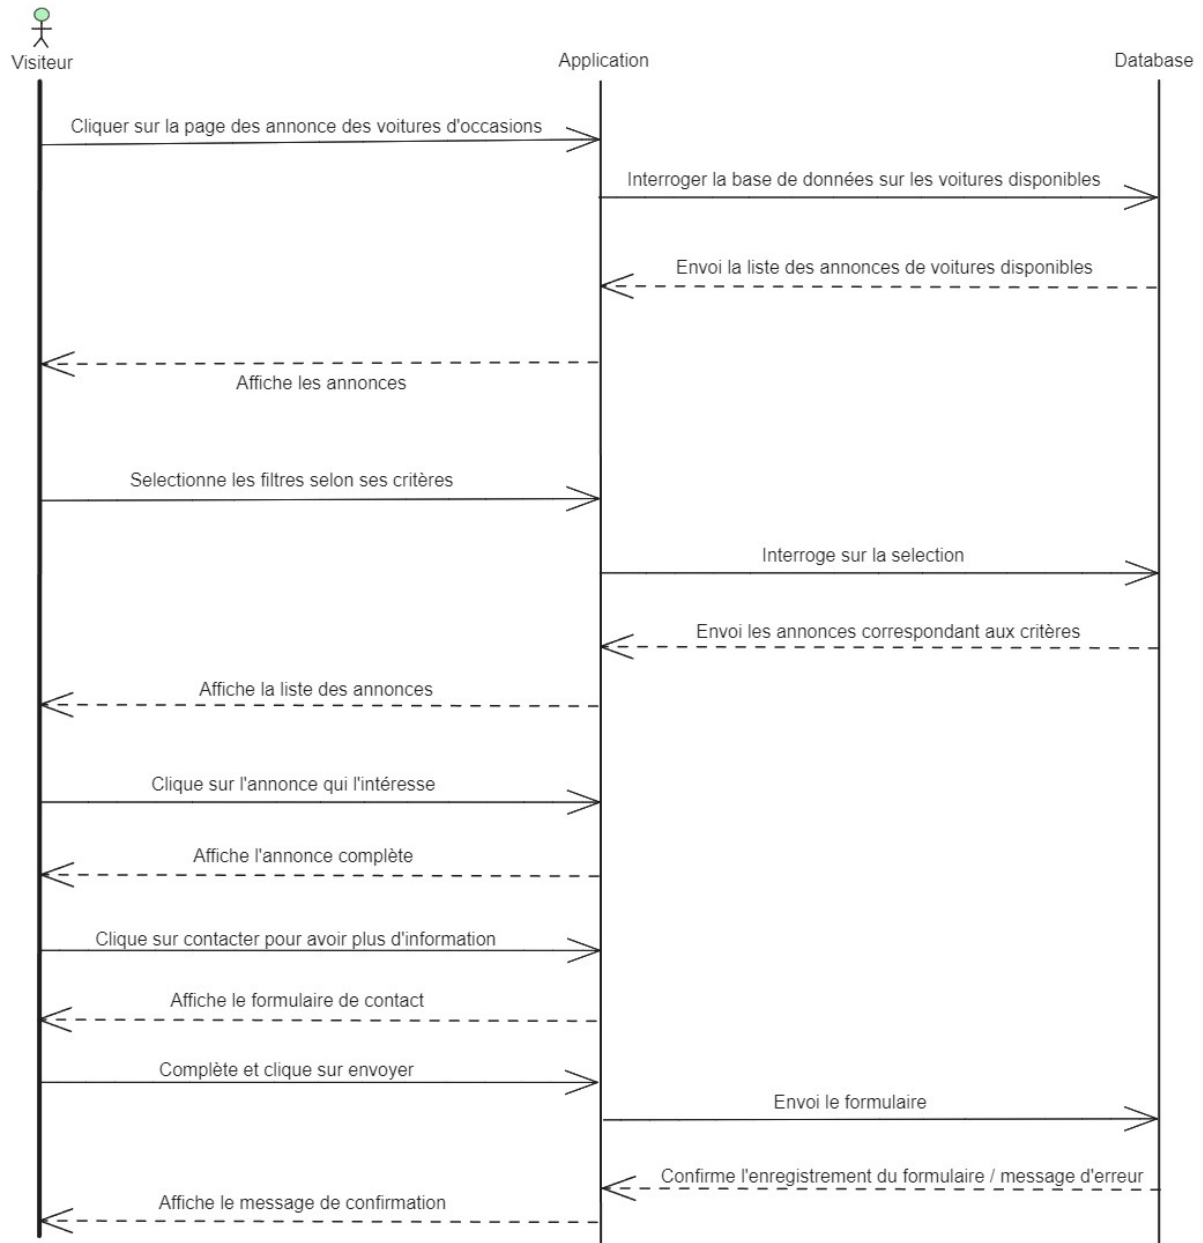 Visiteur
Application
Database
Cliquer sur la page des annonce des voitures d'occasions
Interroger la base de données sur les voitures disponibles
Envoi la liste des annonces de voitures disponibles
Affiche les annonces
Selectionne les filtres selon ses critères
Interroge sur la selection
Envoi les annonces correspondant aux critères
Affiche la liste des annonces
Clique sur l'annonce qui l'intéresse
Affiche l'annonce complète
Clique sur contacter pour avoir plus d'information
Affiche le formulaire de contact
Complète et clique sur envoyer
Envoi le formulaire
Confirme l'enregistrement du formulaire / message d'erreur
Affiche le message de confirmation